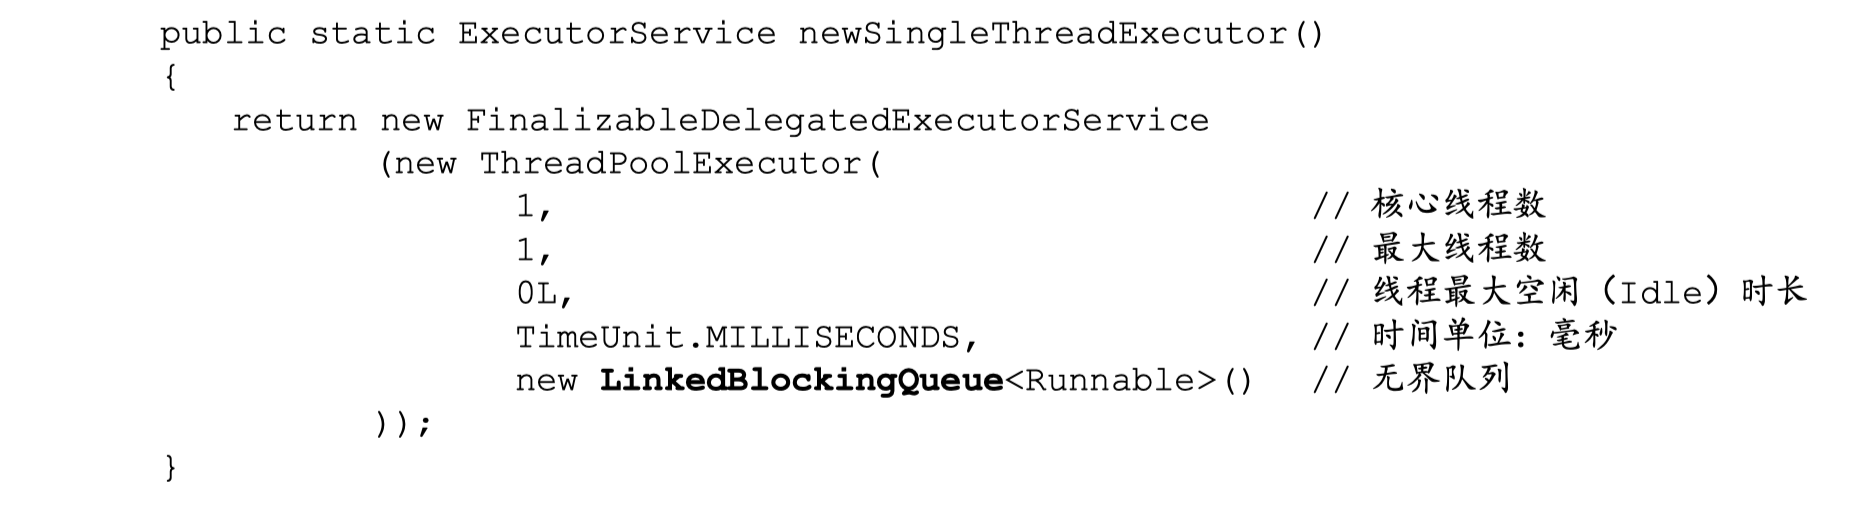 public static ExecutorService newSingleThreadExecutor()
{
    return new FinalizableDelegatedExecutorService
            (new ThreadPoolExecutor(
                    1,                                // 核心线程数
                    1,                                // 最大线程数
                    0L,                               // 线程最大空闲（Idle）时长
                    TimeUnit.MILLISECONDS,            // 时间单位：毫秒
                    new LinkedBlockingQueue<Runnable>()   // 无界队列
            ));
}